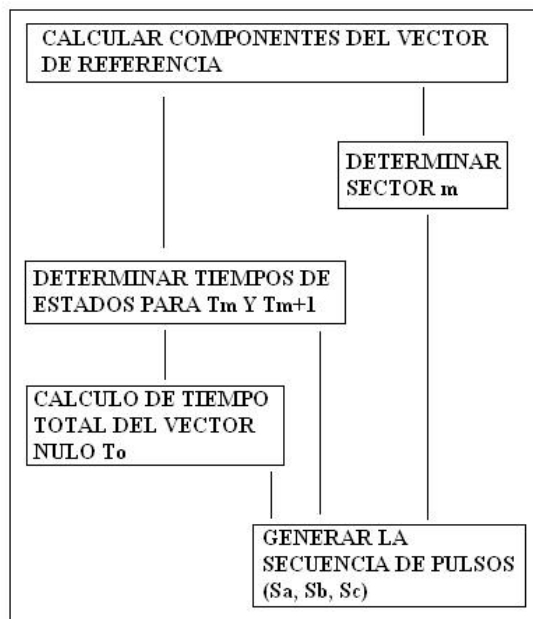 CALCULAR COMPONENTES DEL VECTOR
DE REFERENCIA
DETERMINAR
SECTOR m
DETERMINAR TIEMPOS DE
ESTADOS PARA Tm Y Tm+1
CALCULO DE TIEMPO
TOTAL DEL VECTOR
NULO To
GENERAR LA
SECUENCIA DE PULSOS
(Sa, Sb, Sc)